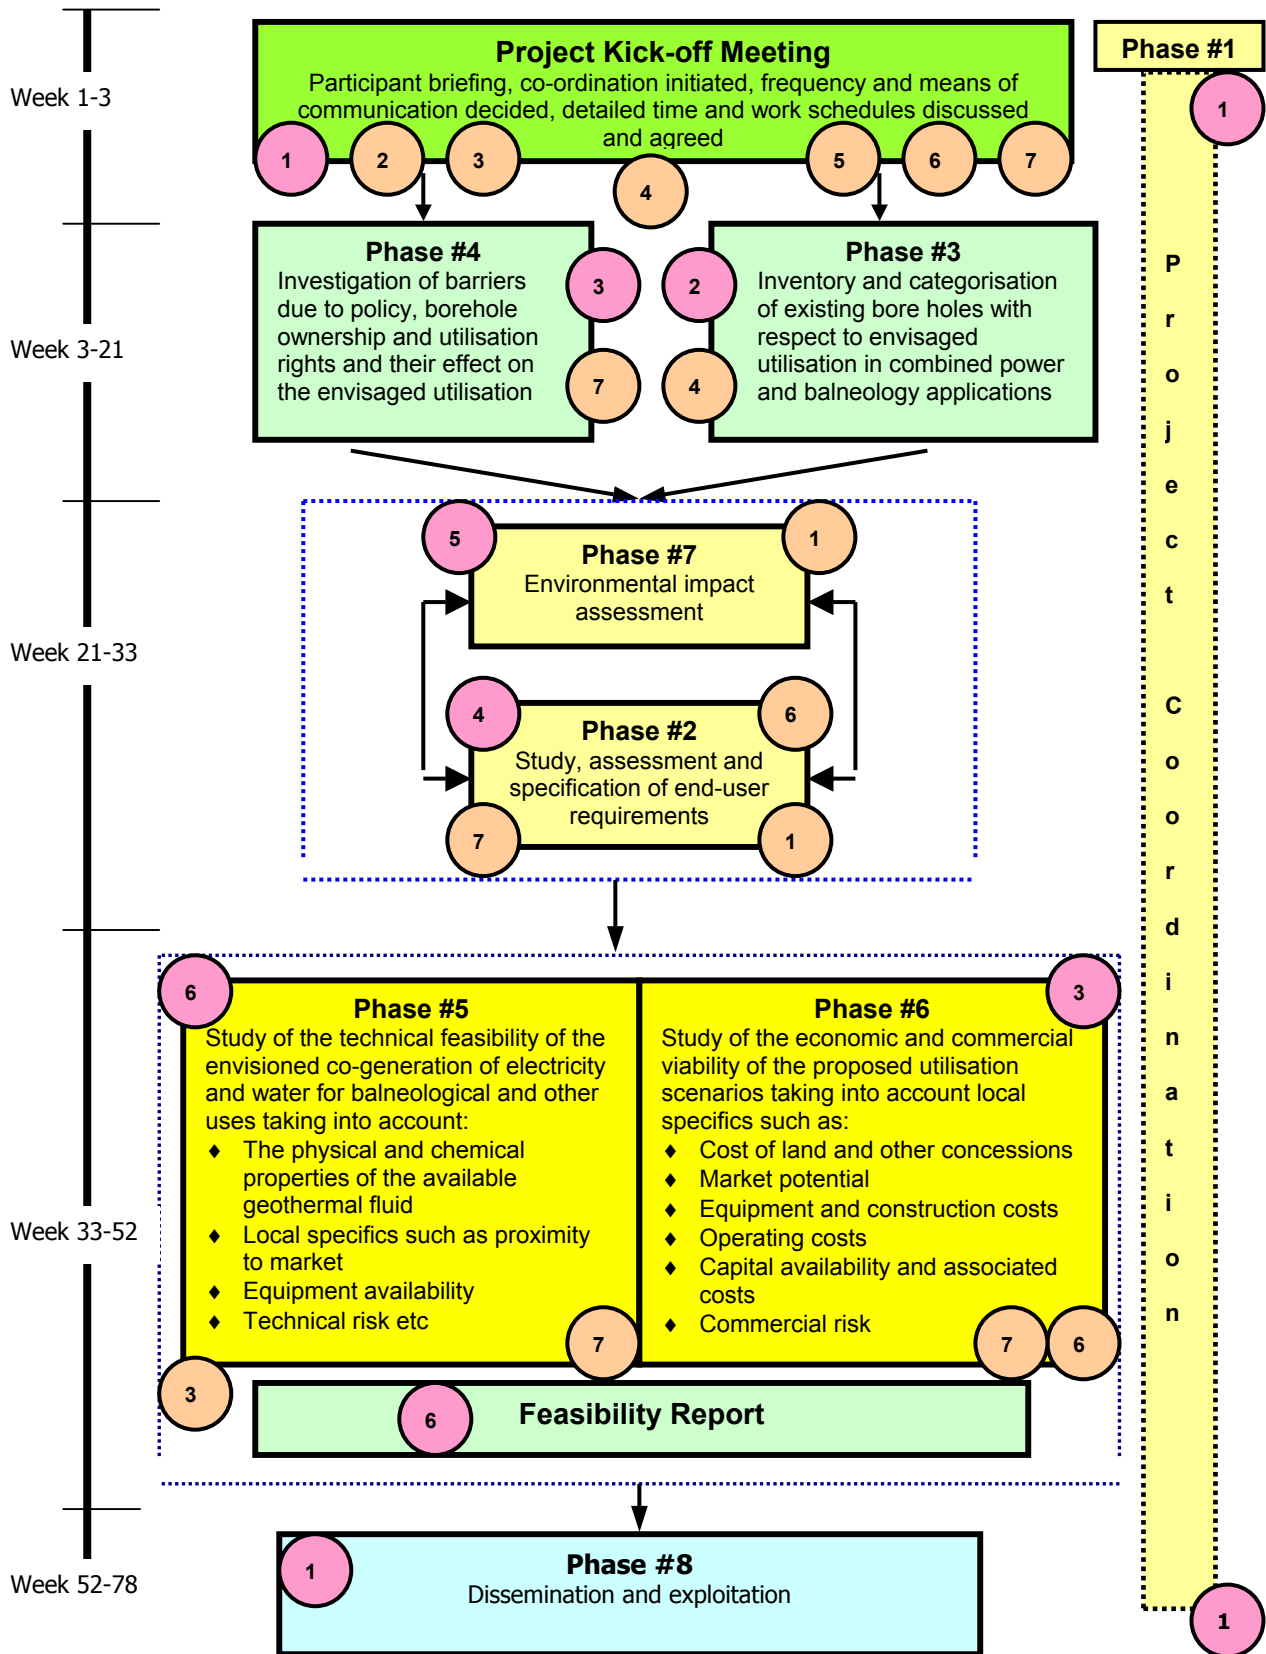 Project Kick-off Meeting
Participant briefing, co-ordination initiated, frequency and means of
communication decided, detailed time and work schedules discussed
and agreed
1
2
3
4
5
6
7
Week 1-3
Phase #1
1
Project Coordination
1
Week 3-21
Phase #4
Investigation of barriers
due to policy, borehole
ownership and utilisation
rights and their effect on
the envisaged utilisation
3
7
Phase #3
Inventory and categorisation
of existing bore holes with
respect to envisaged
utilisation in combined power
and balneology applications
2
4
Week 21-33
5
1
Phase #7
Environmental impact
assessment
4
6
Phase #2
Study, assessment and
specification of end-user
requirements
7
1
Week 33-52
6
Phase #5
Study of the technical feasibility of the
envisioned co-generation of electricity
and water for balneological and other
uses taking into account:
♦ The physical and chemical
properties of the available
geothermal fluid
♦ Local specifics such as proximity
to market
♦ Equipment availability
♦ Technical risk etc
7
3
3
Phase #6
Study of the economic and commercial
viability of the proposed utilisation
scenarios taking into account local
specifics such as:
♦ Cost of land and other concessions
♦ Market potential
♦ Equipment and construction costs
♦ Operating costs
♦ Capital availability and associated
costs
♦ Commercial risk
7
6
6
Feasibility Report
Week 52-78
1
Phase #8
Dissemination and exploitation